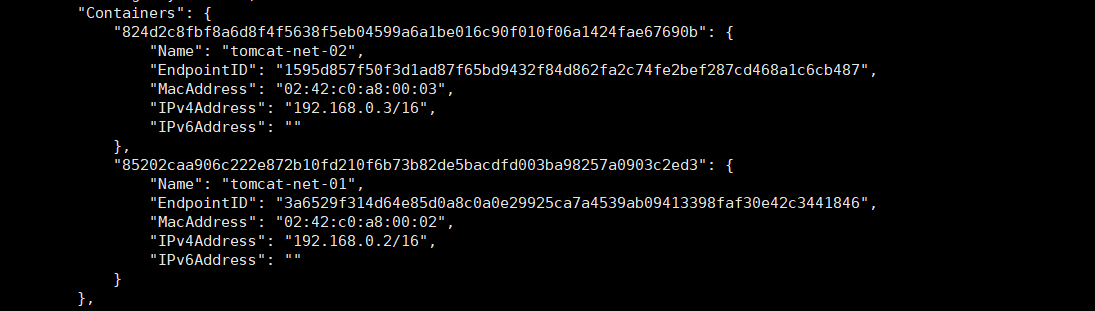 "Containers": {
"824d2c8fbf8a6d8f4f5638f5eb04599a6a1be016c90f010f06a1424fae67690b": {
"Name": "tomcat-net-02",
"EndpointID": "1595d857f50f3d1ad87f65bd9432f84d862fa2c74fe2bef287cd468a1c6cb487",
"MacAddress": "02:42:c0:a8:00:03",
"IPv4Address": "192.168.0.3/16",
"IPv6Address": ""
},
"85202caa906c222e872b10fd210f6b73b82de5bacdfd003ba98257a0903c2ed3": {
"Name": "tomcat-net-01",
"EndpointID": "3a6529f314d64e85d0a8c0a0e29925ca7a4539ab09413398faf30e42c3441846",
"MacAddress": "02:42:c0:a8:00:02",
"IPv4Address": "192.168.0.2/16",
"IPv6Address": ""
}
},